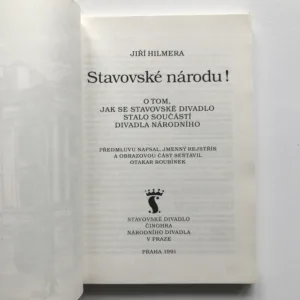 JIŘÍ HILMERA
Stavovské národu!
O TOM,
JAK SE STAVOVSKÉ DIVADLO
STALO SOUČÁSTÍ
DIVADLA NÁRODNÍHO
PŘEDMLUVU NAPSAL, JMENNÝ REJSTŘÍK
A OBRAZOVOU ČÁST SESTAVIL
OTAKAR ROUBÍNEK
S.
STAVOVSKÉ DIVADLO
ČINOHRA
NÁRODNÍHO DIVADLA
V PRAZE
PRAHA 1991